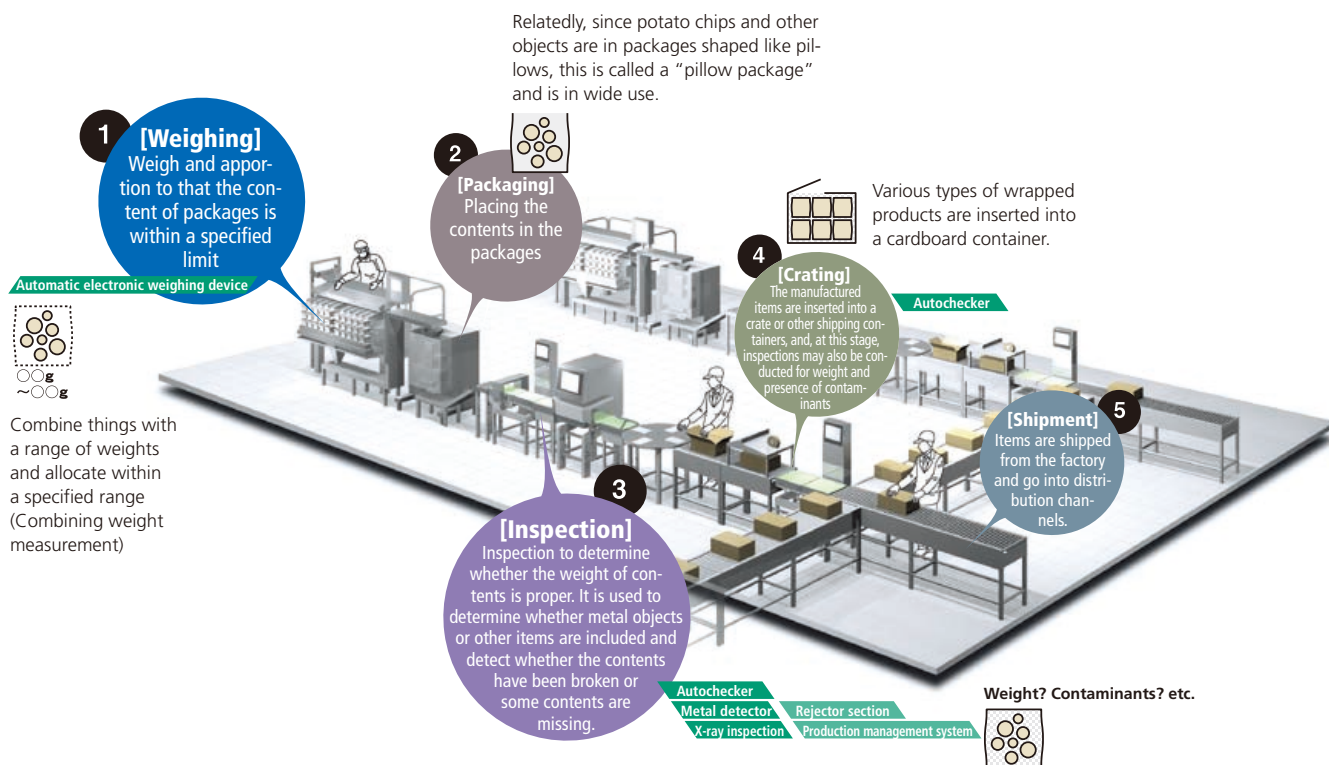 Relatedly, since potato chips and other
objects are in packages shaped like pil-
lows, this is called a “pillow package”
and is in wide use.
1
[Weighing]
Weigh and appor-
tion to that the con-
tent of packages is
within a specified
limit
Automatic electronic weighing device
○○g
~○○g
Combine things with
a range of weights
and allocate within
a specified range
(Combining weight
measurement)
2
[Packaging]
Placing the
contents in the
packages
3
[Inspection]
Inspection to determine
whether the weight of con-
tents is proper. It is used to
determine whether metal objects
or other items are included and
detect whether the contents
have been broken or
some contents are
missing.
Autochecker
Metal detector
Rejector section
X-ray inspection
Production management system
Weight? Contaminants? etc.
Various types of wrapped
products are inserted into
a cardboard container.
4
[Crating]
The manufactured
items are inserted into a
crate or other shipping con-
tainers, and, at this stage,
inspections may also be con-
ducted for weight and
presence of contam-
inants
Autochecker
5
[Shipment]
Items are shipped
from the factory
and go into distri-
bution chan-
nels.